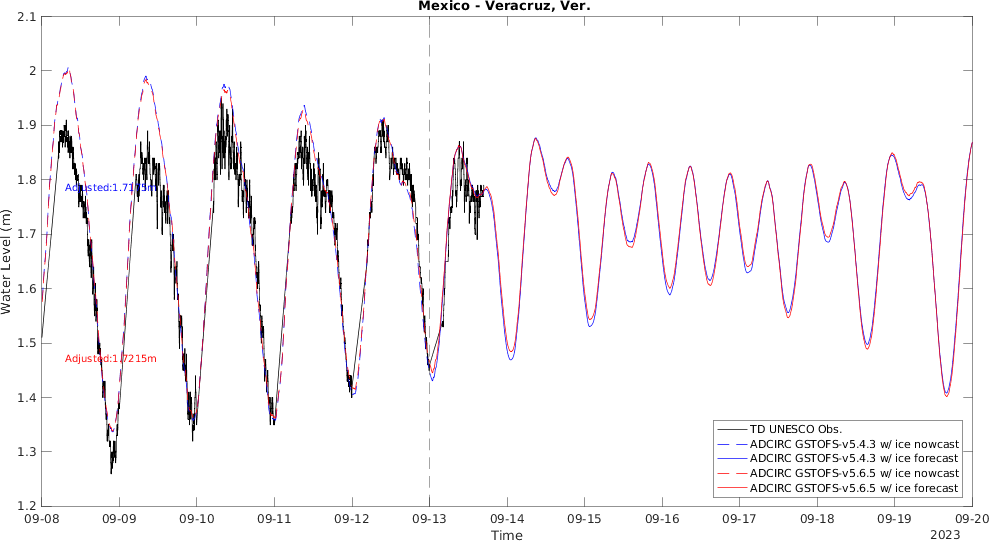 Mexico - Veracruz, Ver.
2.1
2
1.9
1.8
1.7
1.6
1.5
1.4
1.3
1.2
Water Level (m)
Adjusted:1.7115m
Adjusted:1.7215m
TD UNESCO Obs.
ADCIRC GSTOFS-v5.4.3 w/ ice nowcast
ADCIRC GSTOFS-v5.4.3 w/ ice forecast
ADCIRC GSTOFS-v5.6.5 w/ ice nowcast
ADCIRC GSTOFS-v5.6.5 w/ ice forecast
09-08 09-09 09-10 09-11 09-12 09-13 09-14 09-15 09-16 09-17 09-18 09-19 09-20
Time
2023